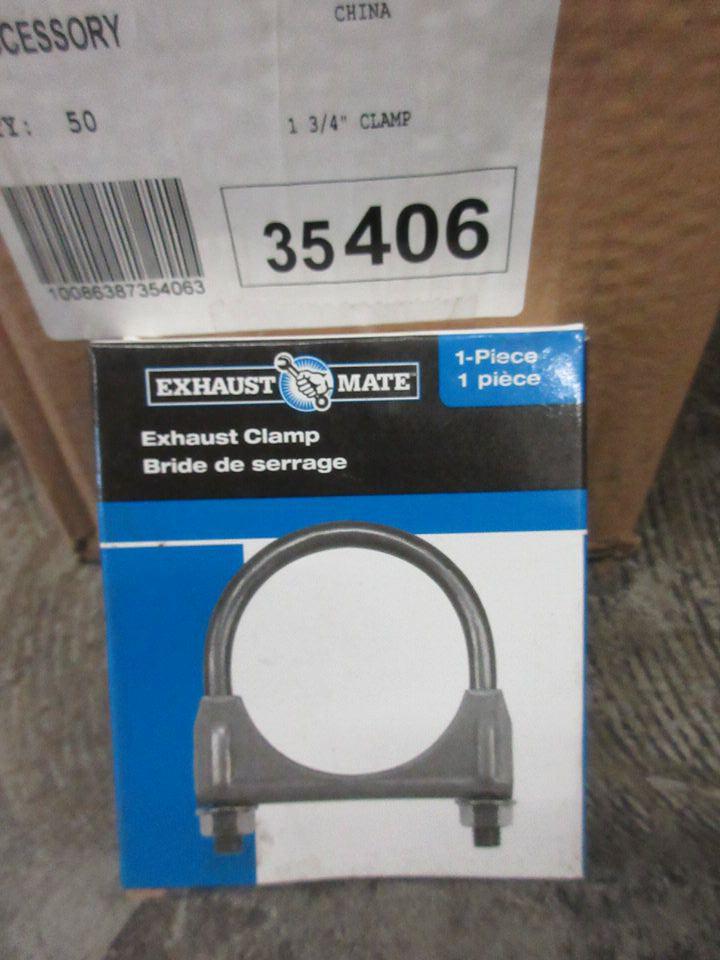 CHINA
50
1 3/4" CLAMP
35406
10086387354063
EXHAUST MATE
1-Piece
1 pièce
Exhaust Clamp
Bride de serrage